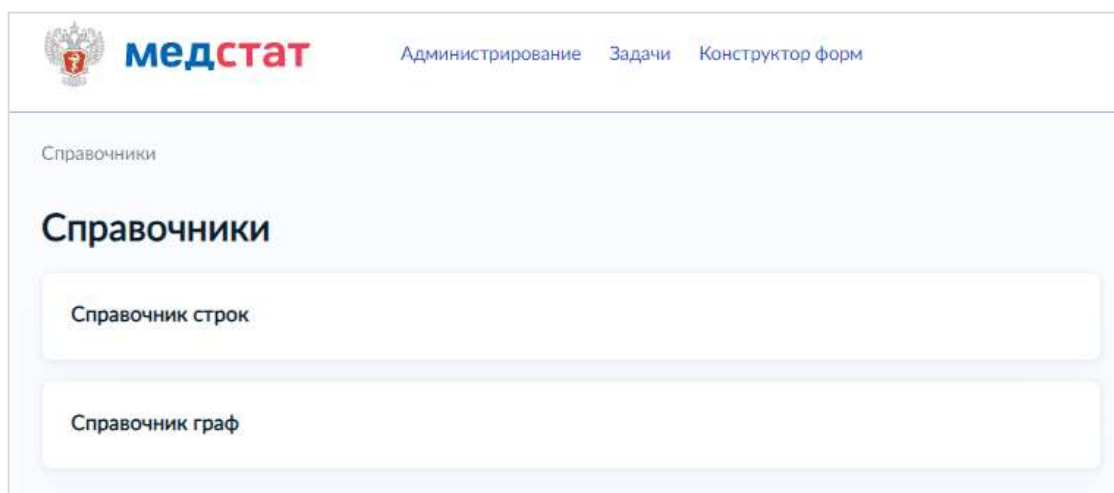 медстат Администрирование Задачи Конструктор форм
Справочники
Справочники
Справочник строк
Справочник граф